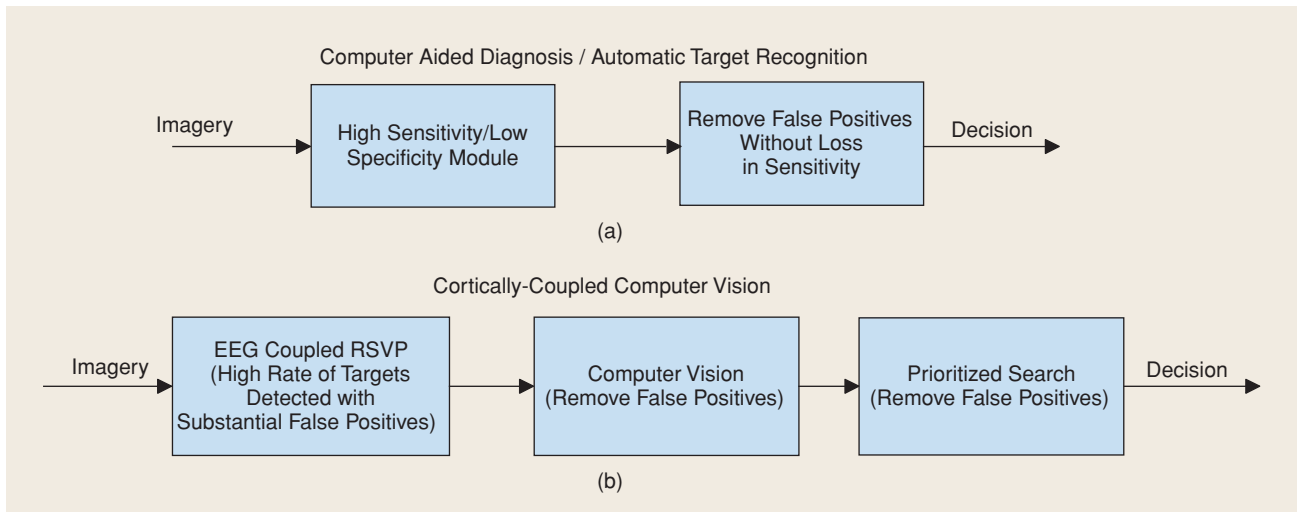 Computer Aided Diagnosis / Automatic Target Recognition
Imagery
High Sensitivity/Low
Specificity Module
Remove False Positives
Without Loss
in Sensitivity
Decision
(a)
Cortically-Coupled Computer Vision
Imagery
EEG Coupled RSVP
(High Rate of Targets
Detected with
Substantial False Positives)
Computer Vision
(Remove False Positives)
Prioritized Search
(Remove False Positives)
Decision
(b)